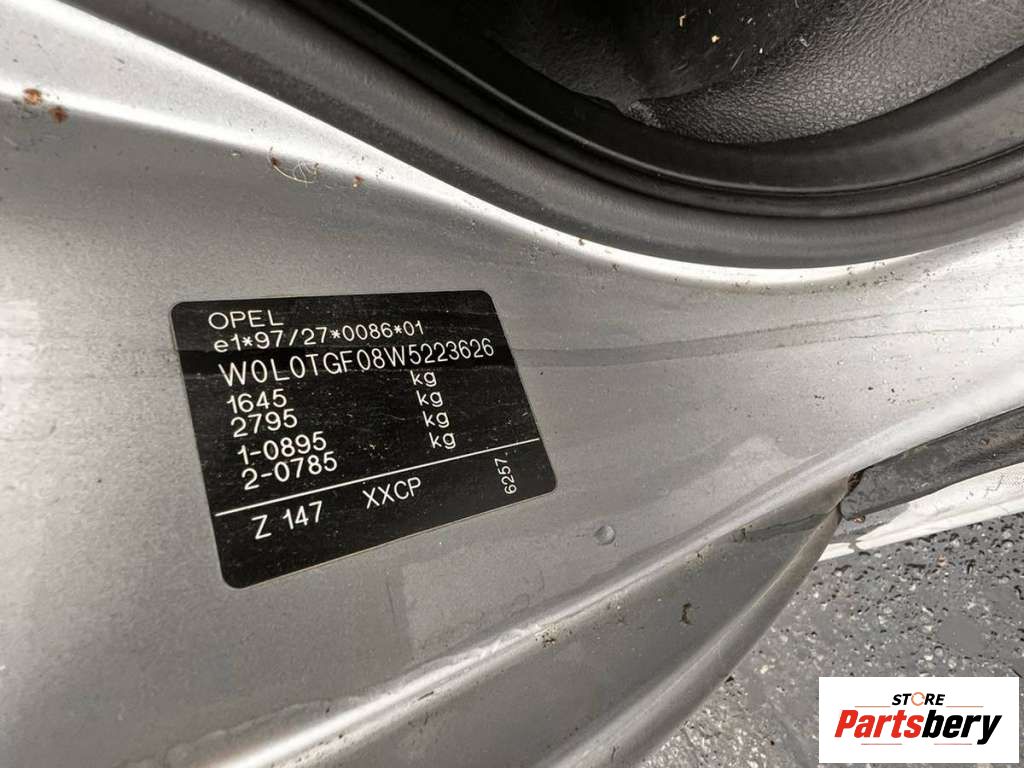 OPEL
e1*97/27*0086*01
W0L0TGF08W5223626
1645 kg
2795 kg
1-0895 kg
2-0785 kg
Z 147 XXCP 6257.
STORE
Partsbery